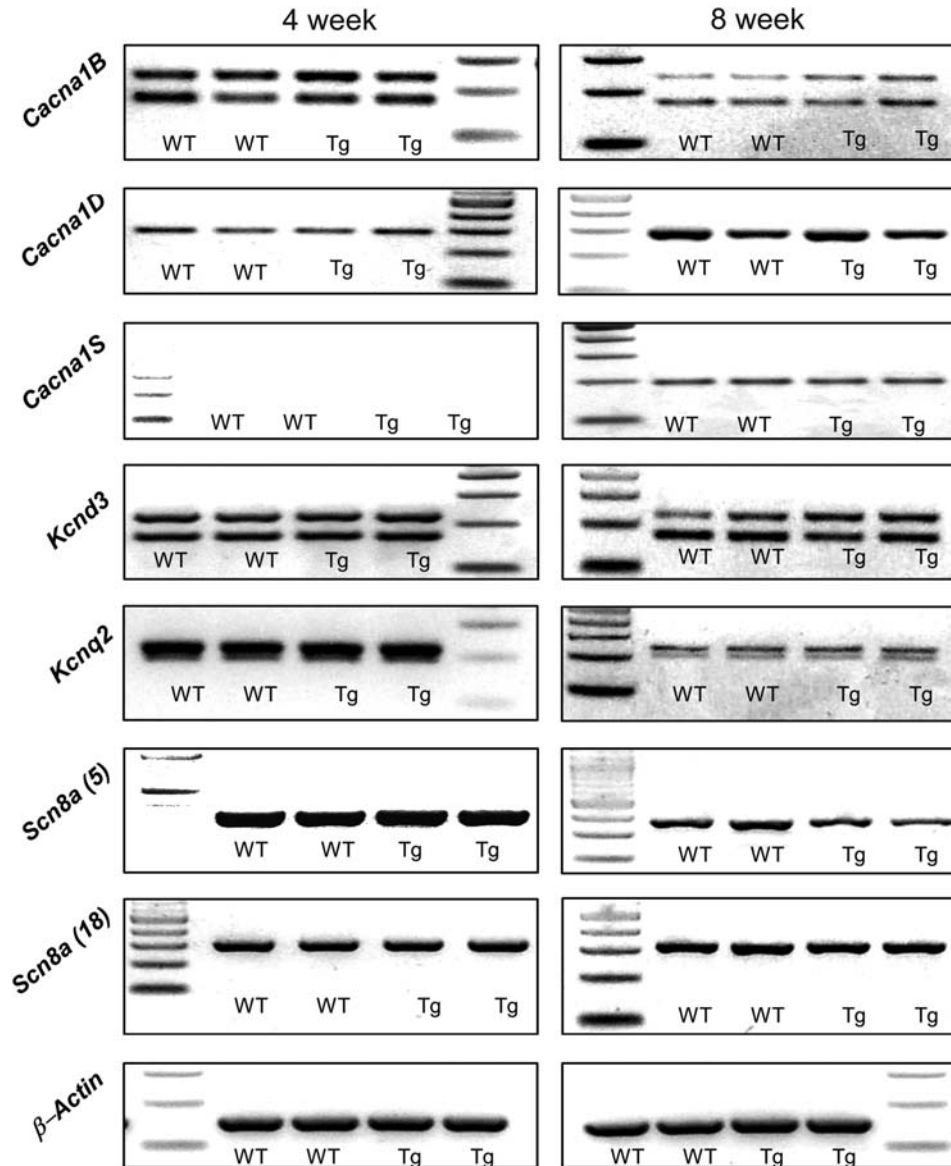 4 week 8 week
Cacna1B
WT WT Tg Tg WT WT Tg Tg
Cacna1D
WT WT Tg Tg WT WT Tg Tg
Cacna1S
WT WT Tg Tg WT WT Tg Tg
Kcnd3
WT WT Tg Tg WT WT Tg Tg
Kcnq2
WT WT Tg Tg WT WT Tg Tg
Scn8a (5)
WT WT Tg Tg WT WT Tg Tg
Scn8a (18)
WT WT Tg Tg WT WT Tg Tg
β–Actin
WT WT Tg Tg WT WT Tg Tg